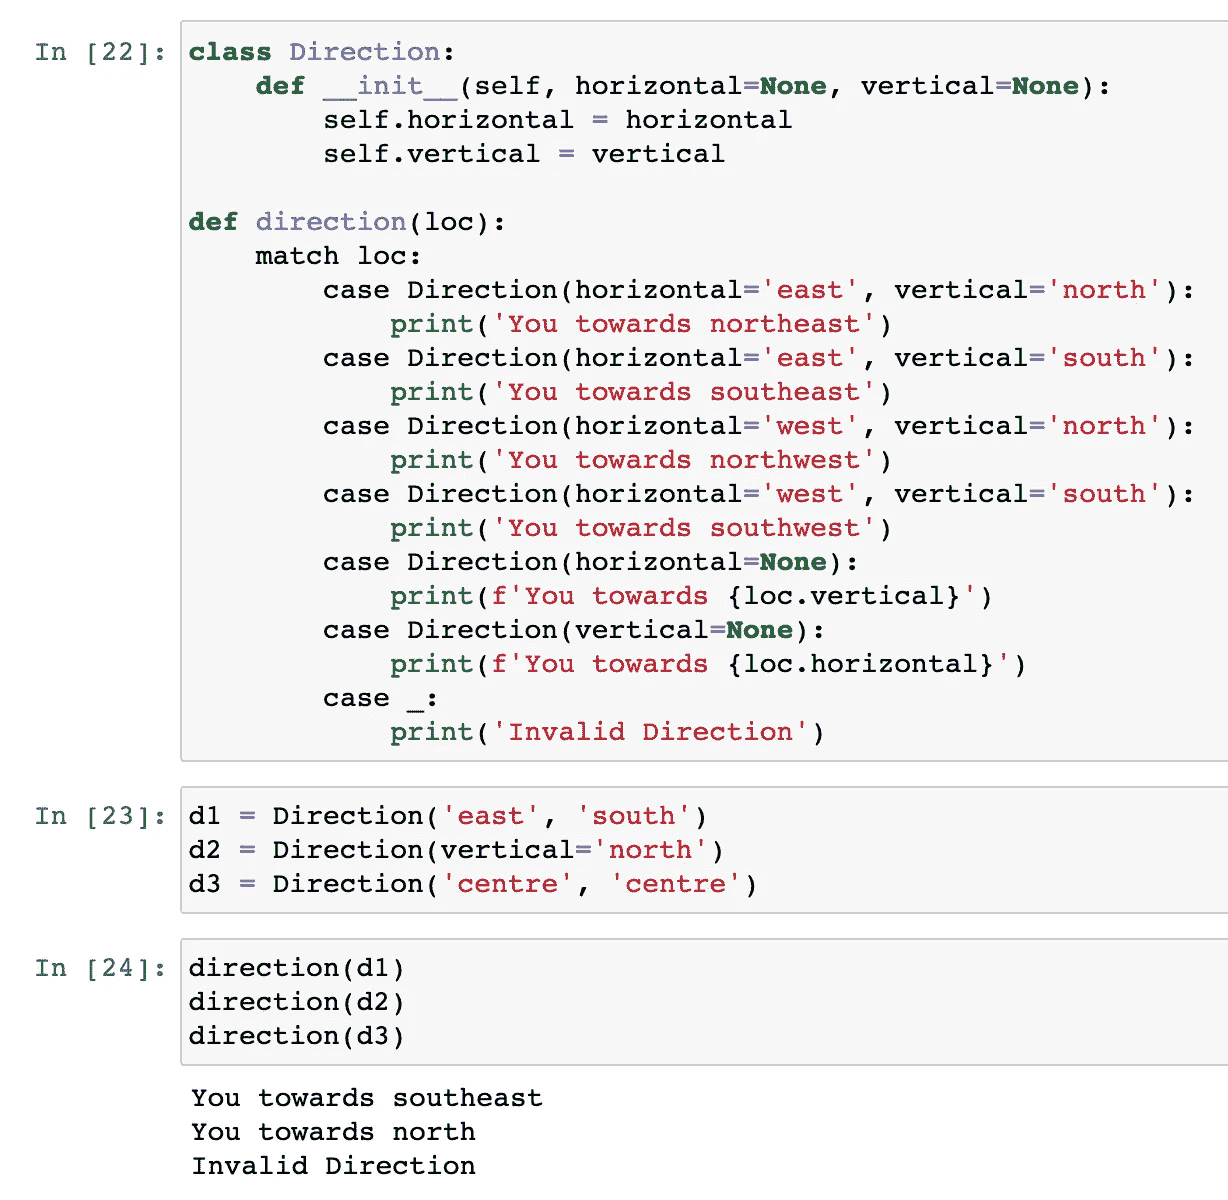 In [22]: class Direction:
    def __init__(self, horizontal=None, vertical=None):
        self.horizontal = horizontal
        self.vertical = vertical

def direction(loc):
    match loc:
        case Direction(horizontal='east', vertical='north'):
            print('You towards northeast')
        case Direction(horizontal='east', vertical='south'):
            print('You towards southeast')
        case Direction(horizontal='west', vertical='north'):
            print('You towards northwest')
        case Direction(horizontal='west', vertical='south'):
            print('You towards southwest')
        case Direction(horizontal=None):
            print(f'You towards {loc.vertical}')
        case Direction(vertical=None):
            print(f'You towards {loc.horizontal}')
        case _:
            print('Invalid Direction')
In [23]: d1 = Direction('east', 'south')
d2 = Direction(vertical='north')
d3 = Direction('centre', 'centre')
In [24]: direction(d1)
direction(d2)
direction(d3)
You towards southeast
You towards north
Invalid Direction